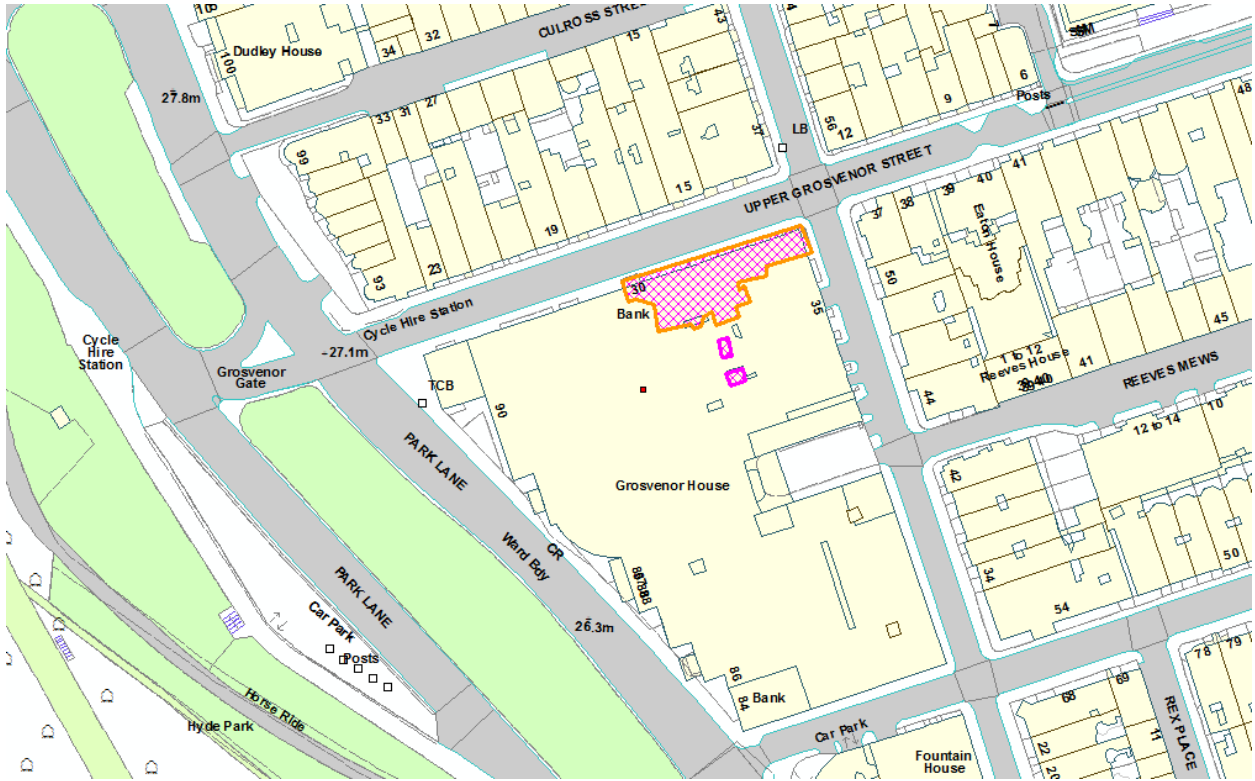 CULROSS STREET
Dudley House
100
34
32
15
43
7
6
Posts
9
48
27.8m
33
31
27
37
LB
56
12
99
UPPER GROSVENOR STREET
15
19
23
93
37
38
39
40
41
Eaton House
50
30
Bank
35
Cycle Hire Station
27.1m
Cycle
Hire
Station
Grosvenor
Gate
TCB
90
45
1 to 12
Reeves House
41
44
REEVES MEWS
PARK LANE
12 to 14
10
Grosvenor House
42
CR
Ward Bdy
PARK LANE
34
50
54
Car Park
Posts
26.3m
86
84
Bank
78
79
68
69
Horse Ride
Hyde Park
Car Park
REX PLACE
11
22
20
Fountain
House